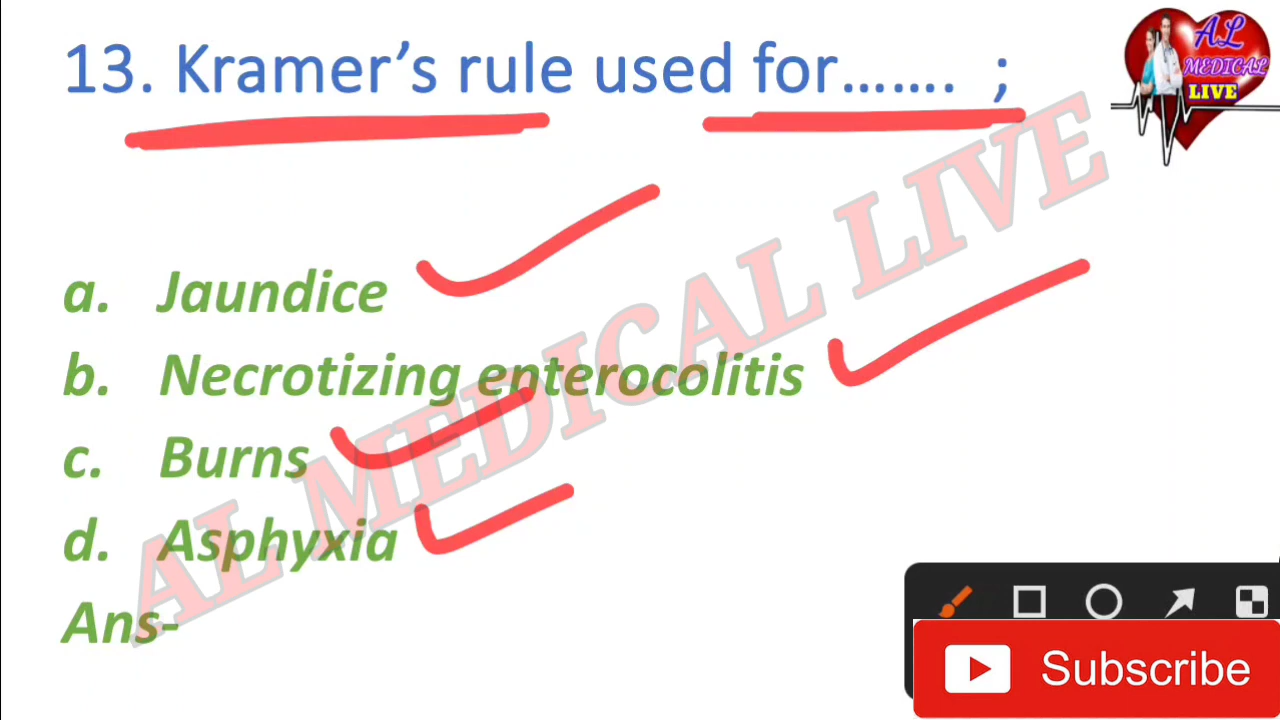 13. Kramer’s rule used for……. ;
AL
MEDICAL
LIVE
a. Jaundice
b. Necrotizing enterocolitis
c. Burns
d. Asphyxia
Ans-
AL MEDICAL LIVE
Subscribe